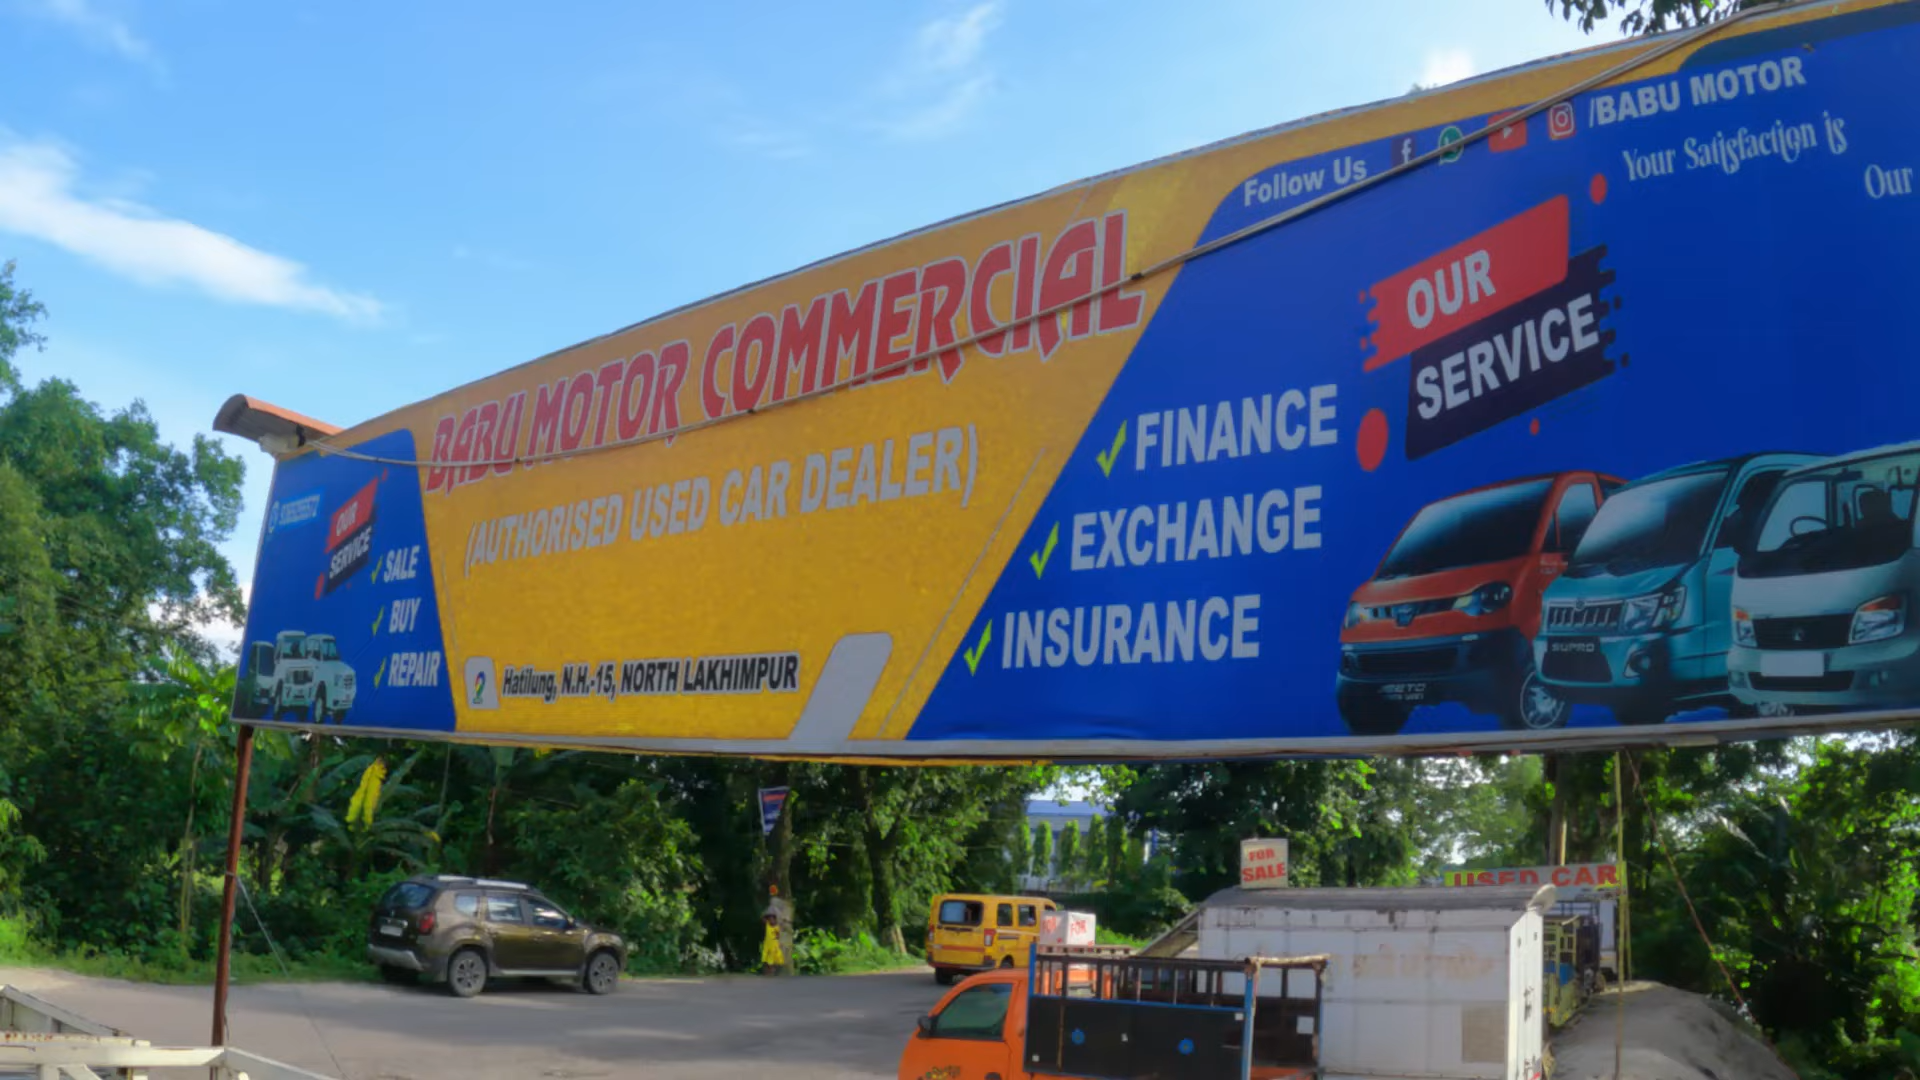 BABU MOTOR COMMERCIAL
(AUTHORISED USED CAR DEALER)
Hatilung, N.H.-15, NORTH LAKHIMPUR
OUR
SERVICE
SALE
BUY
REPAIR
Follow Us
/BABU MOTOR
Your Satisfaction is
Our
OUR
SERVICE
FINANCE
EXCHANGE
INSURANCE
JEETO
SUPRO
FOR
SALE
USED CAR